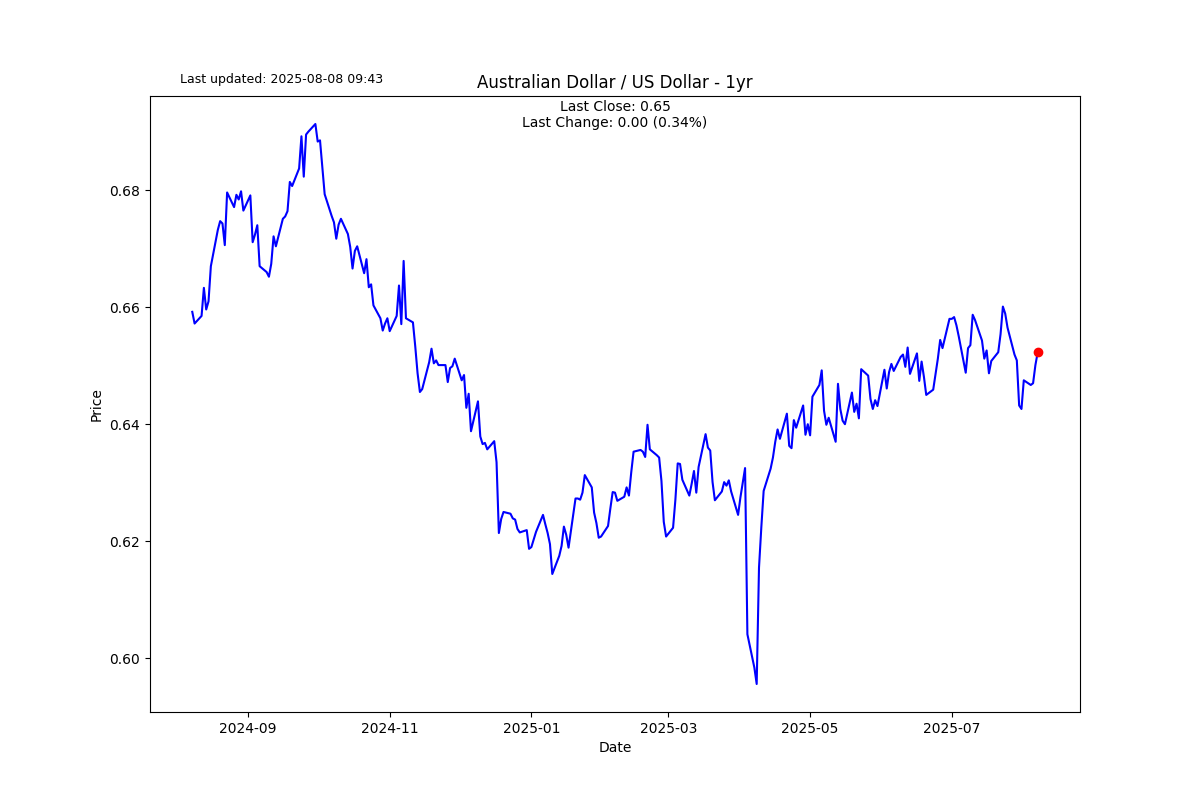 Last updated: 2025-08-08 09:43
Australian Dollar / US Dollar - 1yr
Last Close: 0.65
Last Change: 0.00 (0.34%)
Price
0.68
0.66
0.64
0.62
0.60
2024-09
2024-11
2025-01
2025-03
2025-05
2025-07
Date